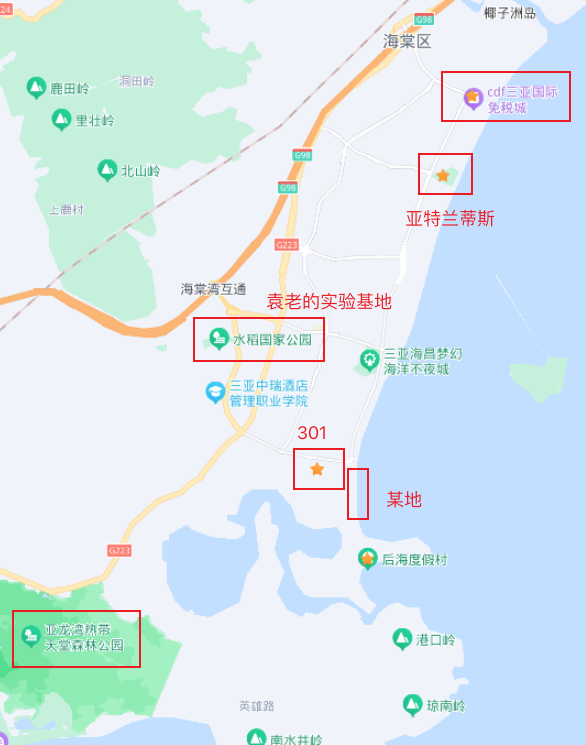 24
G98
椰子洲岛
海棠区
鹿田岭
洞田岭
cdf三亚国际
免税城
里壮岭
G98
北山岭
G98
上鹿村
亚特兰蒂斯
G223
海棠湾互通
袁老的实验基地
水稻国家公园
三亚海昌梦幻
海洋不夜城
三亚中瑞酒店
管理职业学院
301
某地
G223
后海度假村
亚龙湾热带
天堂森林公园
港口岭
英雄路
琼南岭
南水井岭